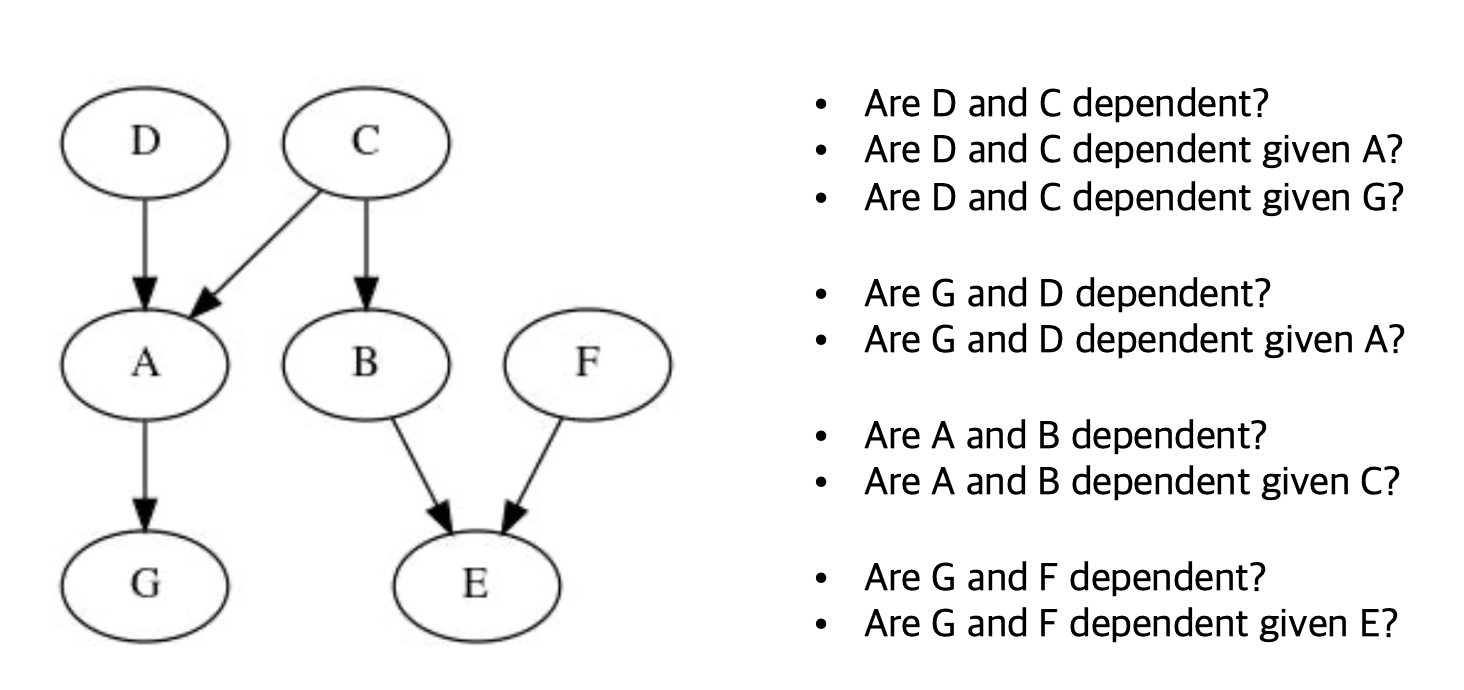 D
C
A
B
F
G
E
• Are D and C dependent?
• Are D and C dependent given A?
• Are D and C dependent given G?
• Are G and D dependent?
• Are G and D dependent given A?
• Are A and B dependent?
• Are A and B dependent given C?
• Are G and F dependent?
• Are G and F dependent given E?